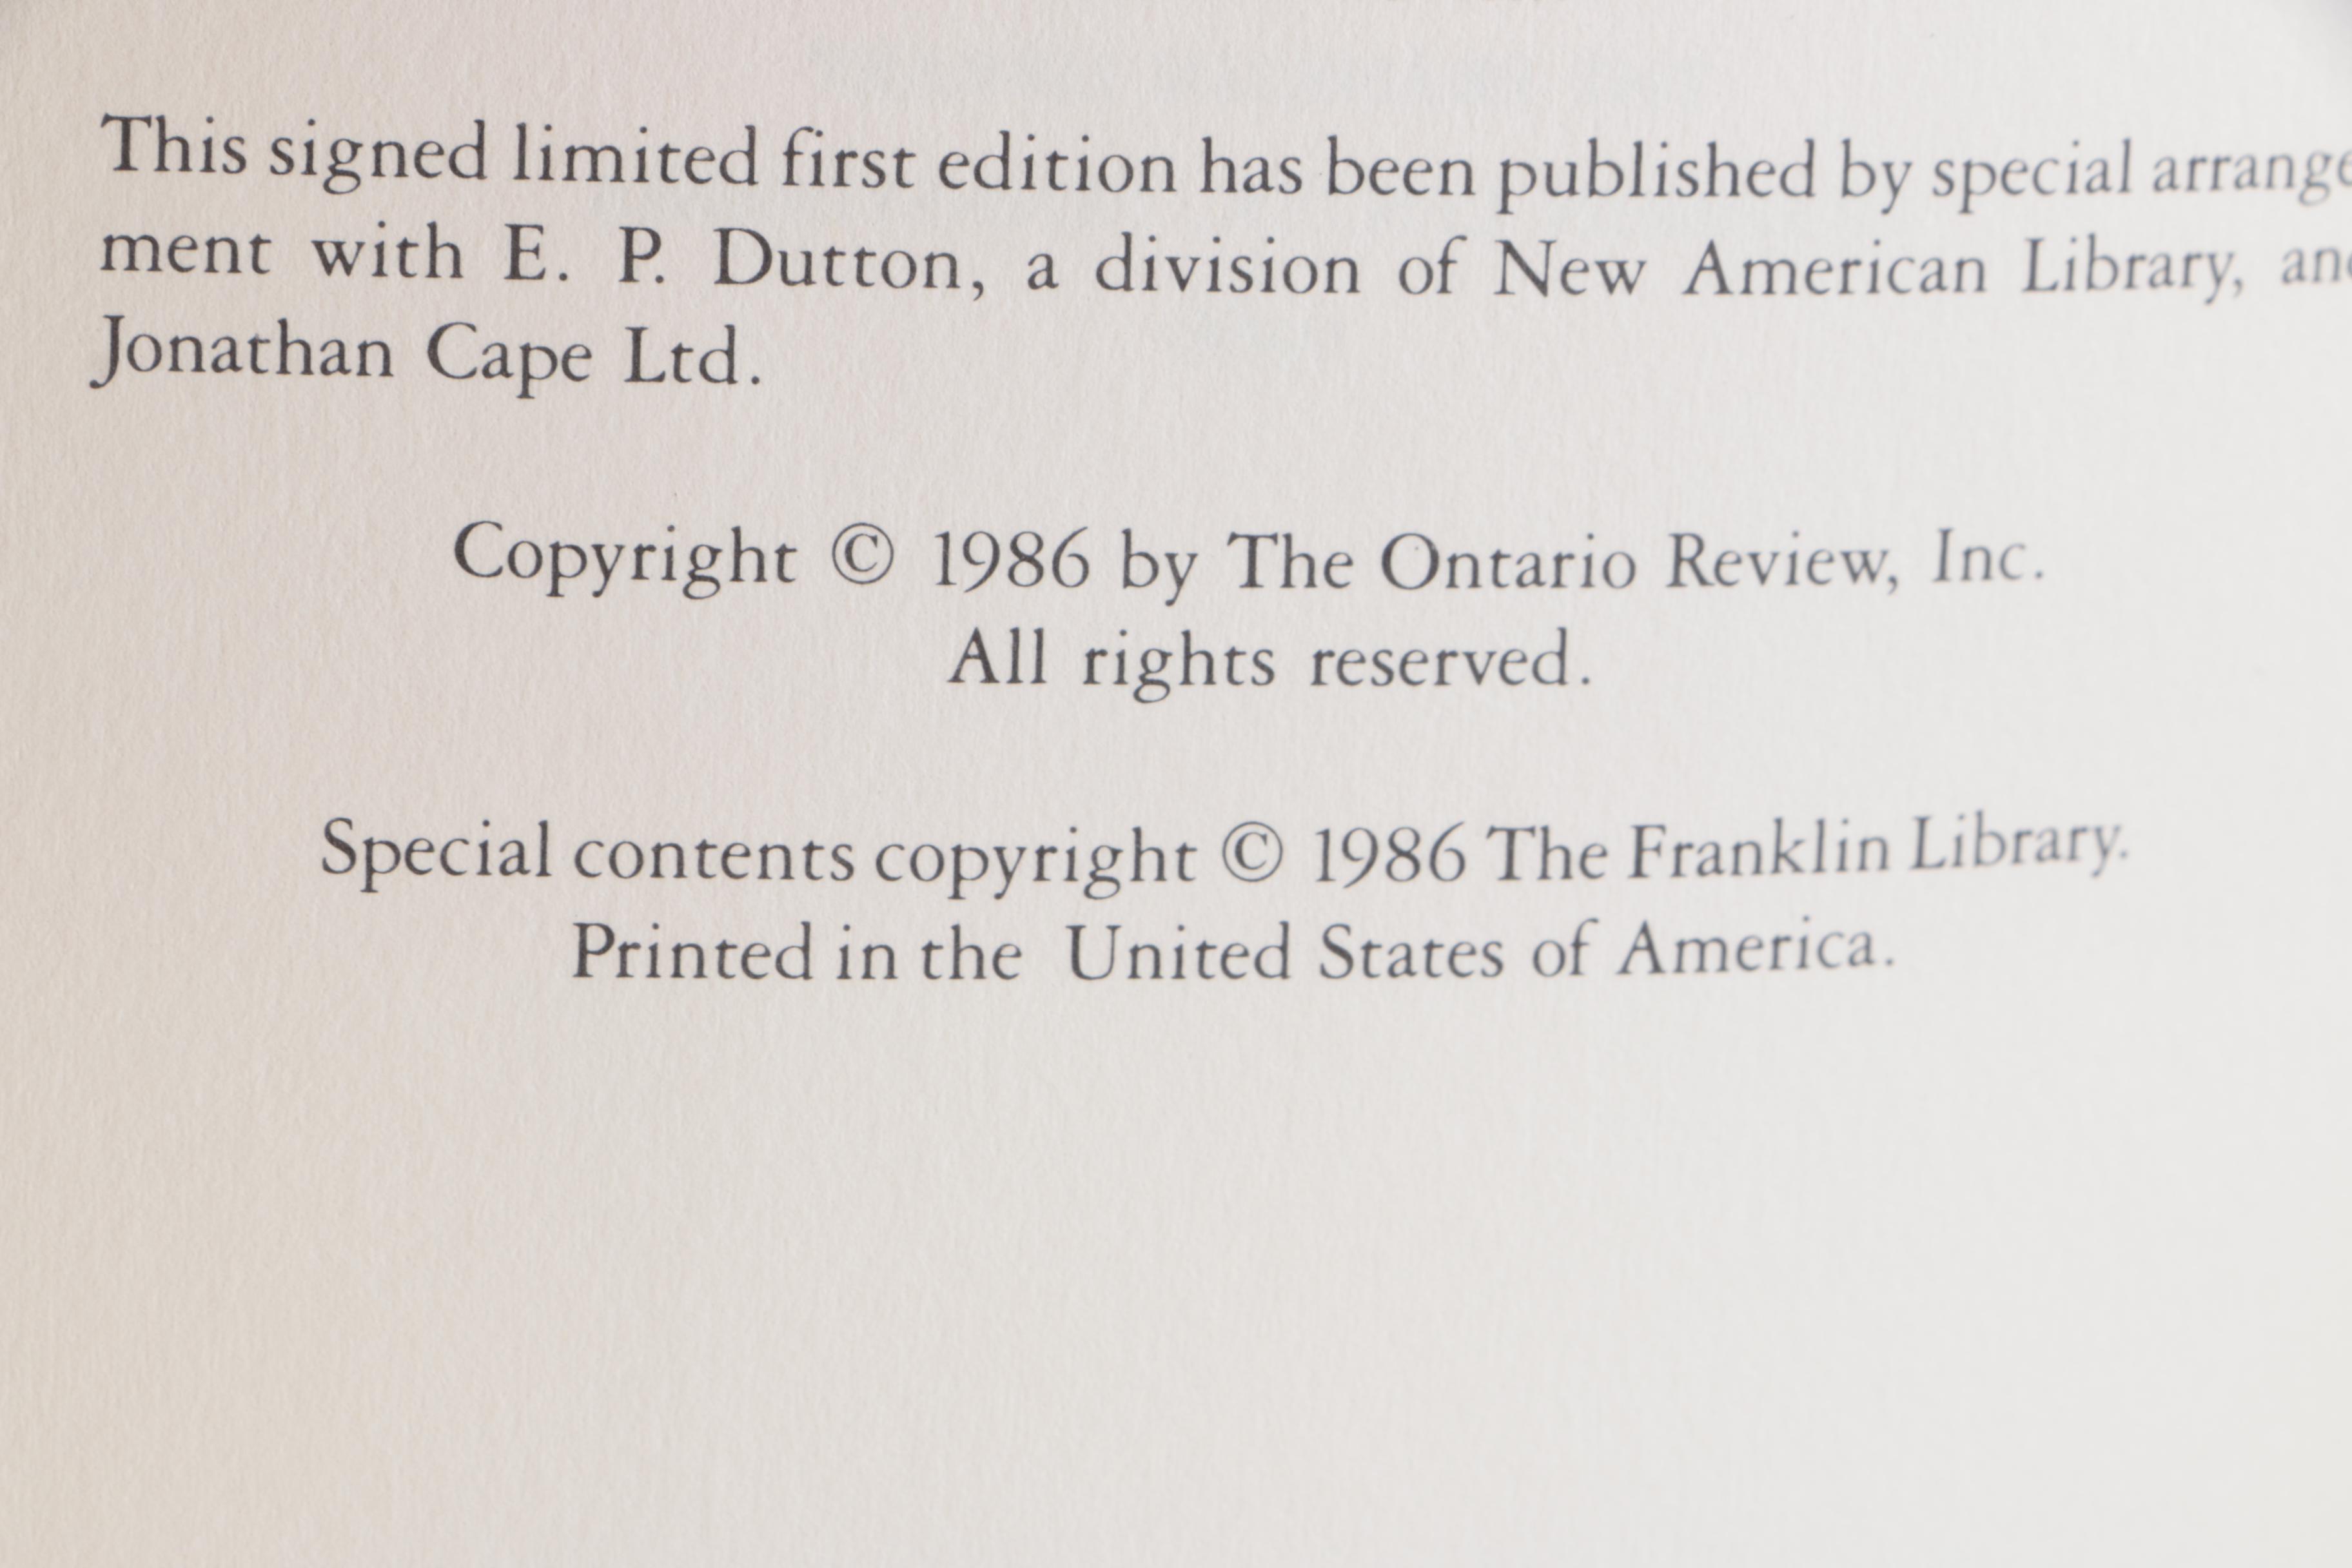 This signed limited first edition has been published by special arrange
ment with E. P. Dutton, a division of New American Library, and
Jonathan Cape Ltd.
Copyright © 1986 by The Ontario Review, Inc.
All rights reserved.
Special contents copyright © 1986 The Franklin Library.
Printed in the United States of America.